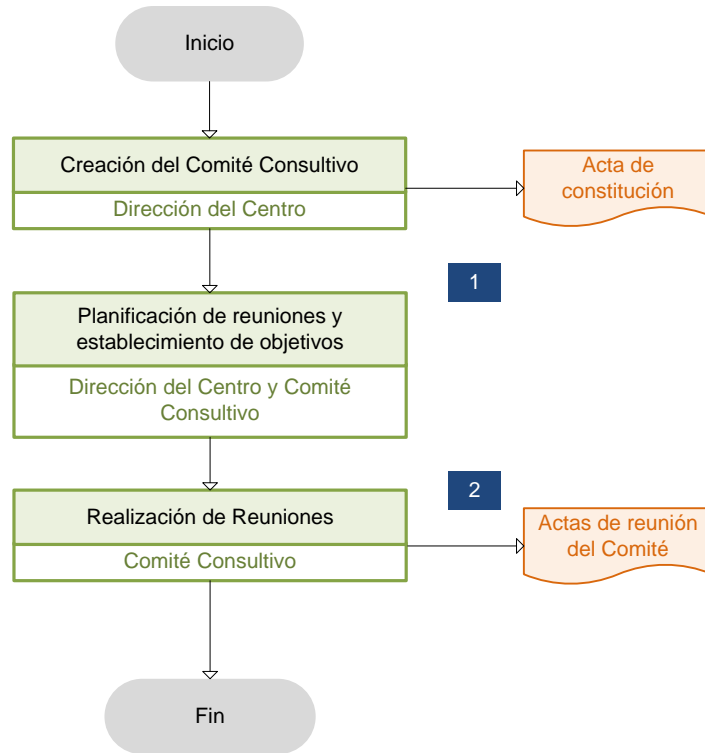 Inicio
Creación del Comité Consultivo
Dirección del Centro
Acta de
constitución
1
Planificación de reuniones y
establecimiento de objetivos
Dirección del Centro y Comité
Consultivo
2
Realización de Reuniones
Comité Consultivo
Actas de reunión
del Comité
Fin